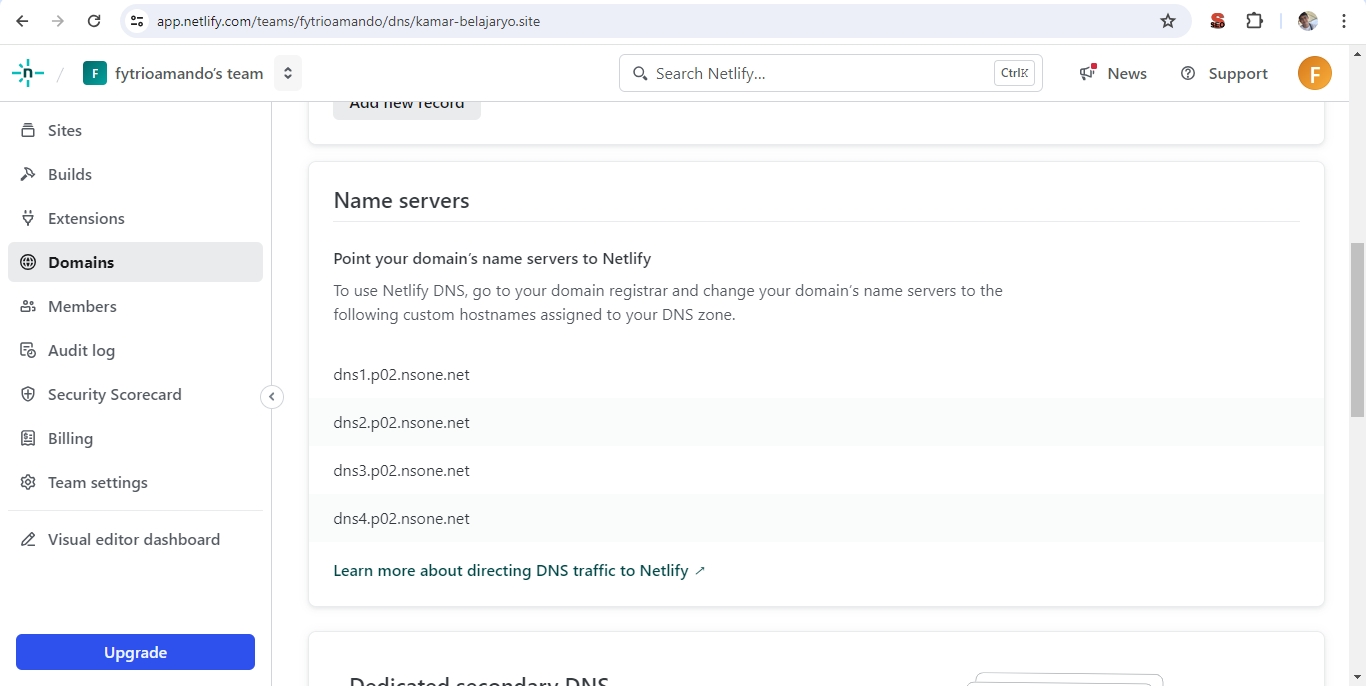 app.netlify.com/teams/fytrioamando/dns/kamar-belajaryo.site
SEO
n / F fytrioamando's team
Search Netlify... CtrlK
News
Support
F
Sites
Builds
Extensions
Domains
Members
Audit log
Security Scorecard
Billing
Team settings
Visual editor dashboard
Upgrade
Add new record
Name servers
Point your domain's name servers to Netlify
To use Netlify DNS, go to your domain registrar and change your domain's name servers to the
following custom hostnames assigned to your DNS zone.
dns1.p02.nsone.net
dns2.p02.nsone.net
dns3.p02.nsone.net
dns4.p02.nsone.net
Learn more about directing DNS traffic to Netlify ↗
Dedicated secondary DNS